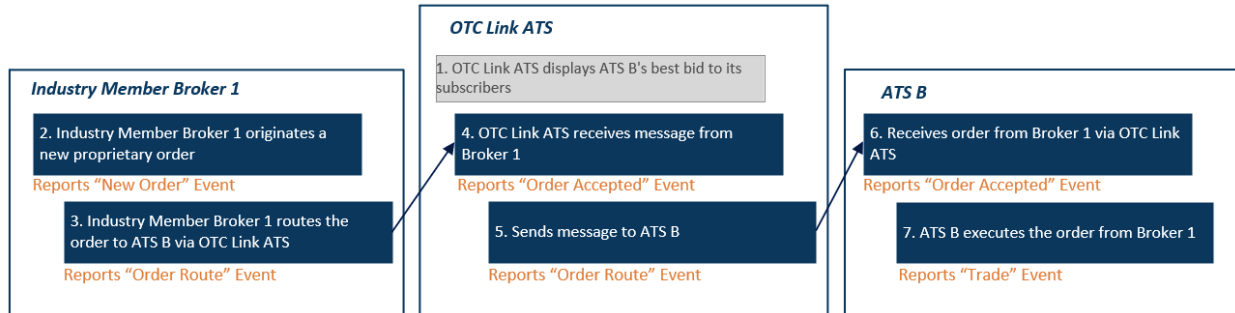 Industry Member Broker 1
2. Industry Member Broker 1 originates a
new proprietary order
Reports “New Order” Event
3. Industry Member Broker 1 routes the
order to ATS B via OTC Link ATS
Reports “Order Route” Event
OTC Link ATS
1. OTC Link ATS displays ATS B's best bid to its
subscribers
4. OTC Link ATS receives message from
Broker 1
Reports “Order Accepted” Event
5. Sends message to ATS B
Reports “Order Route” Event
ATS B
6. Receives order from Broker 1 via OTC Link
ATS
Reports “Order Accepted” Event
7. ATS B executes the order from Broker 1
Reports “Trade” Event